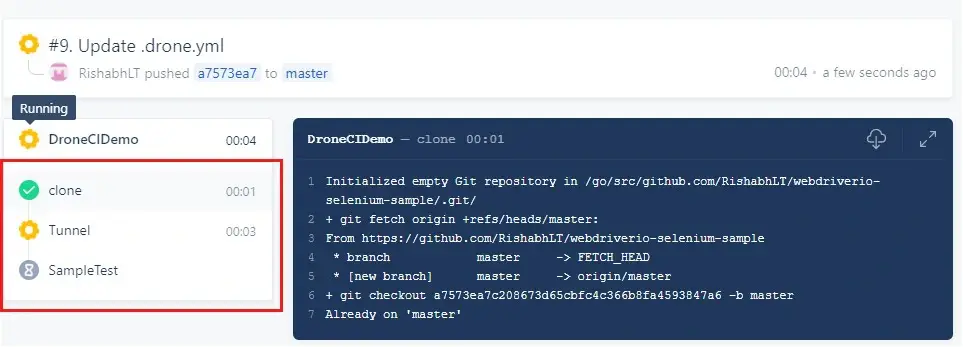 #9. Update .drone.yml
RishabhLT pushed a7573ea7 to master
00:04 • a few seconds ago
Running
DroneCIDemo 00:04
clone 00:01
Tunnel 00:03
SampleTest
DroneCIDemo — clone 00:01
1 Initialized empty Git repository in /go/src/github.com/RishabhLT/webdriverio-
selenium-sample/.git/
2 + git fetch origin +refs/heads/master:
3 From https://github.com/RishabhLT/webdriverio-selenium-sample
4 * branch master -> FETCH_HEAD
5 * [new branch] master -> origin/master
6 + git checkout a7573ea7c208673d65cbfc4c366b8fa4593847a6 -b master
7 Already on 'master'